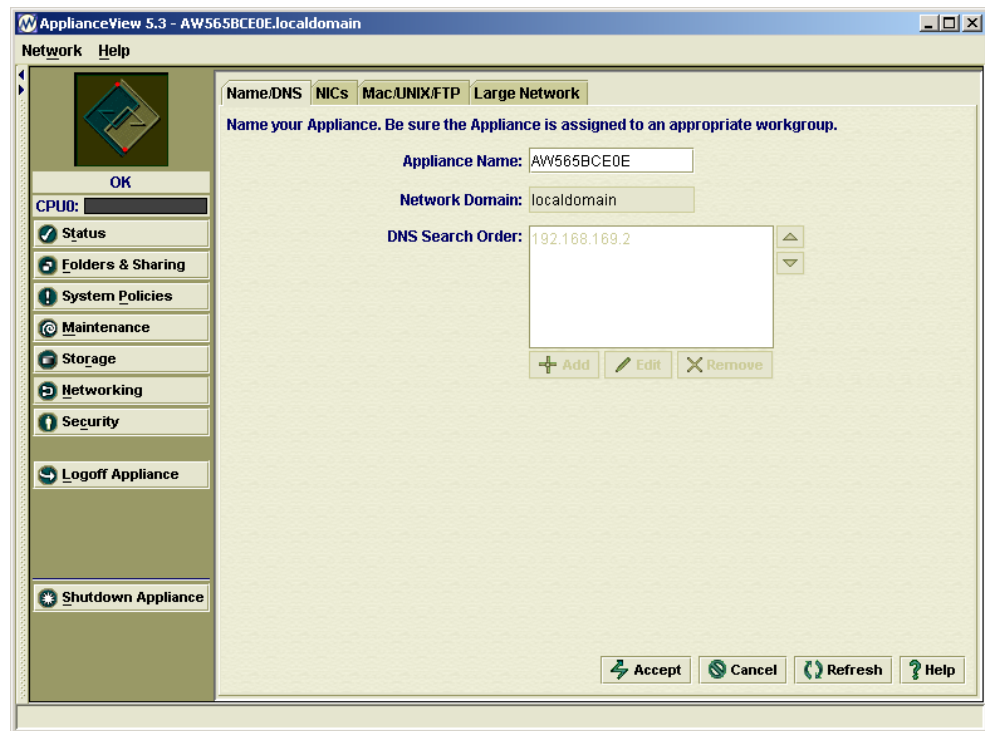 ApplianceView 5.3 - AW565BCE0E.localdomain
Network Help
OK
CPU0:
Status
Folders & Sharing
System Policies
Maintenance
Storage
Networking
Security
Logoff Appliance
Shutdown Appliance
Name/DNS NICs Mac/UNIX/FTP Large Network
Name your Appliance. Be sure the Appliance is assigned to an appropriate workgroup.
Appliance Name: AW565BCE0E
Network Domain: localdomain
DNS Search Order: 192.168.169.2
Add Edit Remove
Accept Cancel Refresh Help